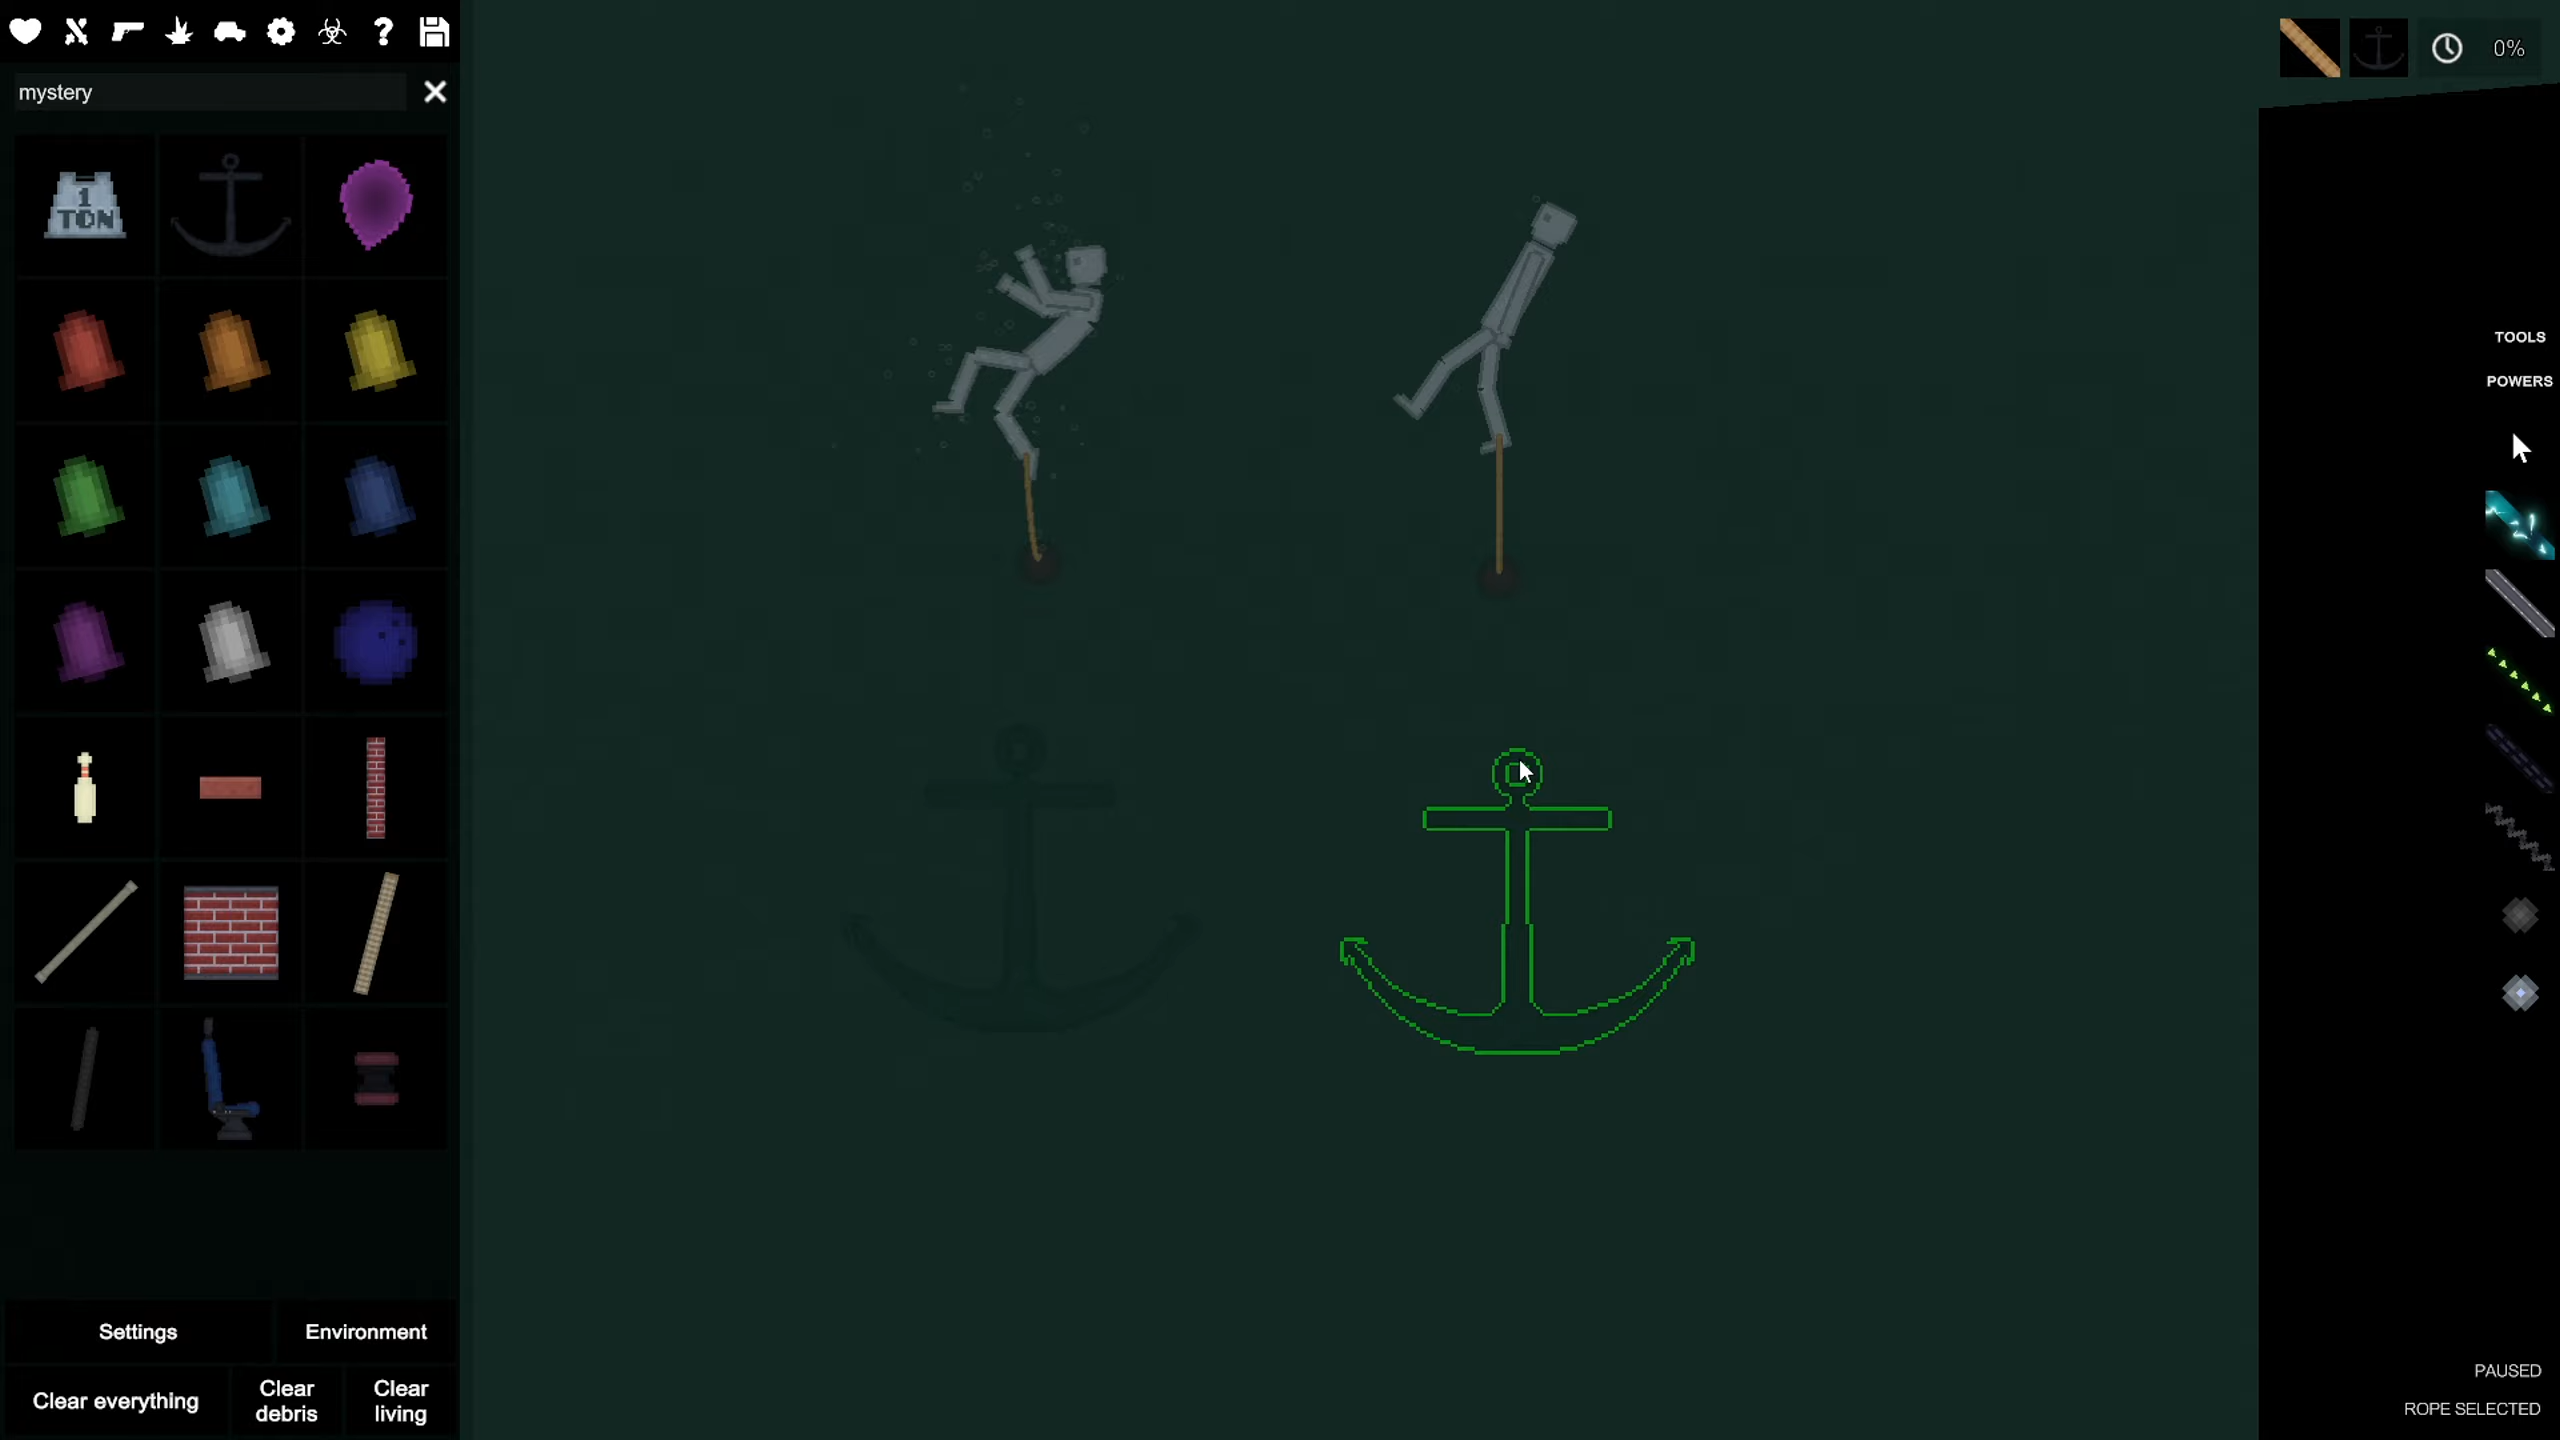 ?
0%
mystery
1
TON
TOOLS
POWERS
Settings
Environment
Clear everything
Clear
debris
Clear
living
PAUSED
ROPE SELECTED